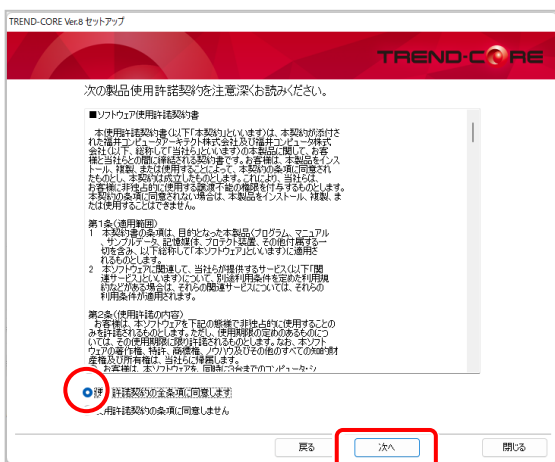 TREND-CORE Ver.8 セットアップ
TREND-CORE
次の製品使用許諾契約を注意深くお読みください。
■ソフトウェア使用許諾契約書
本使用許諾契約書(以下「本契約」といいます)は、本契約が添付さ
れた福井コンピュータアーキテクト株式会社及び福井コンピュータ株式
会社(以下、総称して「当社ら」といいます)の本製品に関して、お客
様と当社らとの間に締結される契約書です。お客様は、本製品をインス
トール、複製、または使用することによって、本契約の条項に同意され
たものとし、本契約は成立したものとします。これにより、当社らは、
お客様に非独占的に使用する譲渡不能の権限を付与するものとします。
本契約の条項に同意されない場合は、本製品をインストール、複製、ま
たは使用することはできません。
第1条(適用範囲)
1 本契約書の条項は、目的となった本製品(プログラム、マニュアル
、サンプルデータ、記憶媒体、プロテクト装置、その他付属する一
切を含み、以下総称して「本ソフトウェア」といいます)に適用さ
れるものとします。
2 本ソフトウェアに関連して、当社らが提供するサービス(以下「関
連サービス」といいます)について、別途利用条件を定めた利用規
約などがある場合は、それらの関連サービスについては、それらの
利用条件が適用されます。
第2条(使用許諾の内容)
お客様は、本ソフトウェアを下記の態様で非独占的に使用することの
みを許諾されるものとします。ただし、使用期限の定めのあるものにつ
いては、その使用期限に限り許諾されるものとします。なお、本ソフト
ウェアの著作権、特許、商標権、ノウハウ及びその他のすべての知的財
産権及び所有権は、当社らに帰属します。
お客様は、本ソフトウェアを、同時に3台までのコンピュータ・シ
許諾契約の全条項に同意します
用許諾契約の条項に同意しません
戻る
次へ
閉じる